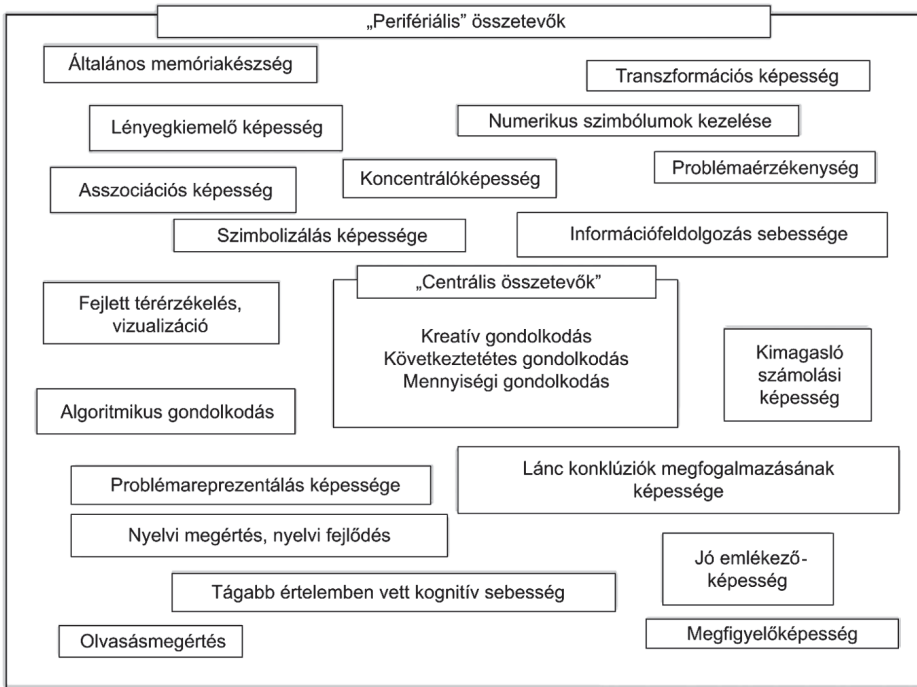 „Perifériális” összetevők
Általános memóriakészség
Transzformációs képesség
Lényegkiemelő képesség
Numerikus szimbólumok kezelése
Asszociációs képesség
Koncentrálóképesség
Problémaérzékenység
Szimbolizálás képessége
Információfeldolgozás sebessége
Fejlett térérzékelés,
vizualizáció
„Centrális összetevők”
Kreatív gondolkodás
Következtetétes gondolkodás
Mennyiségi gondolkodás
Kimagasló
számolási
képesség
Algoritmikus gondolkodás
Lánc konklúziók megfogalmazásának
képessége
Problémareprezentálás képessége
Nyelvi megértés, nyelvi fejlődés
Jó emlékező-
képesség
Tágabb értelemben vett kognitív sebesség
Olvasásmegértés
Megfigyelőképesség